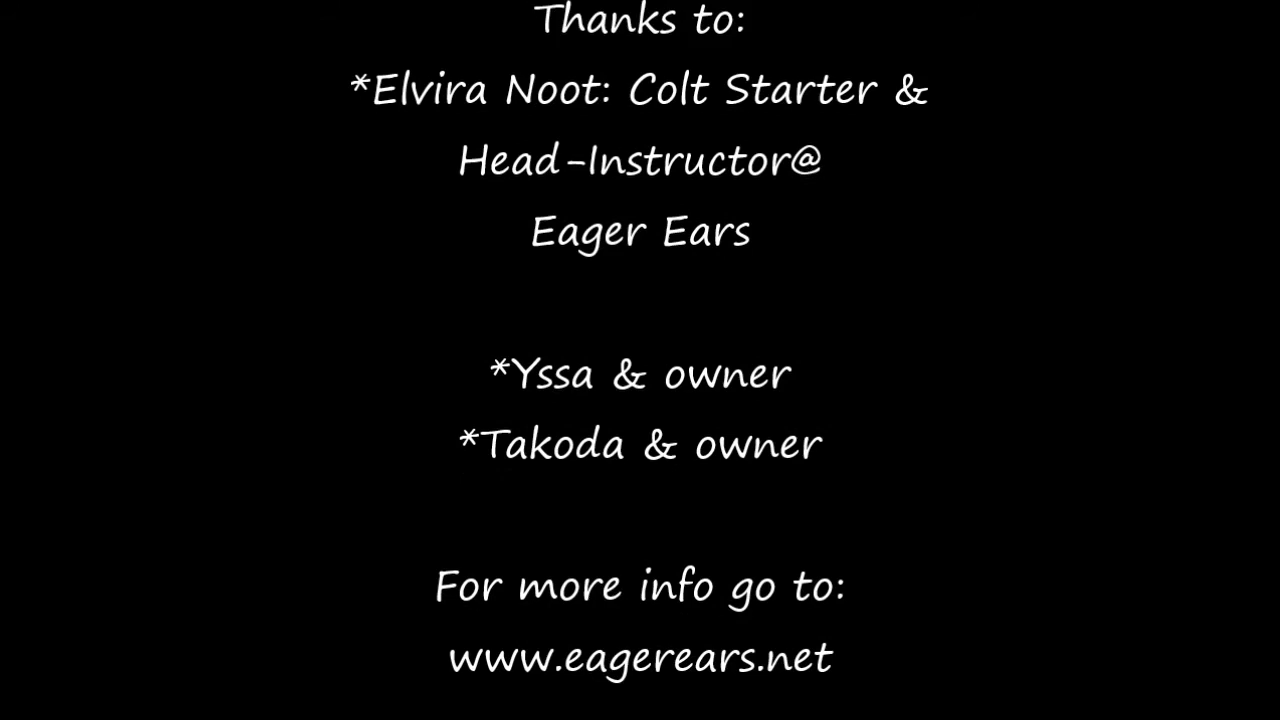 Thanks to:
*Elvira Noot: Colt Starter &
Head-Instructor@
Eager Ears
*Yssa & owner
*Takoda & owner
For more info go to:
www.eagerears.net